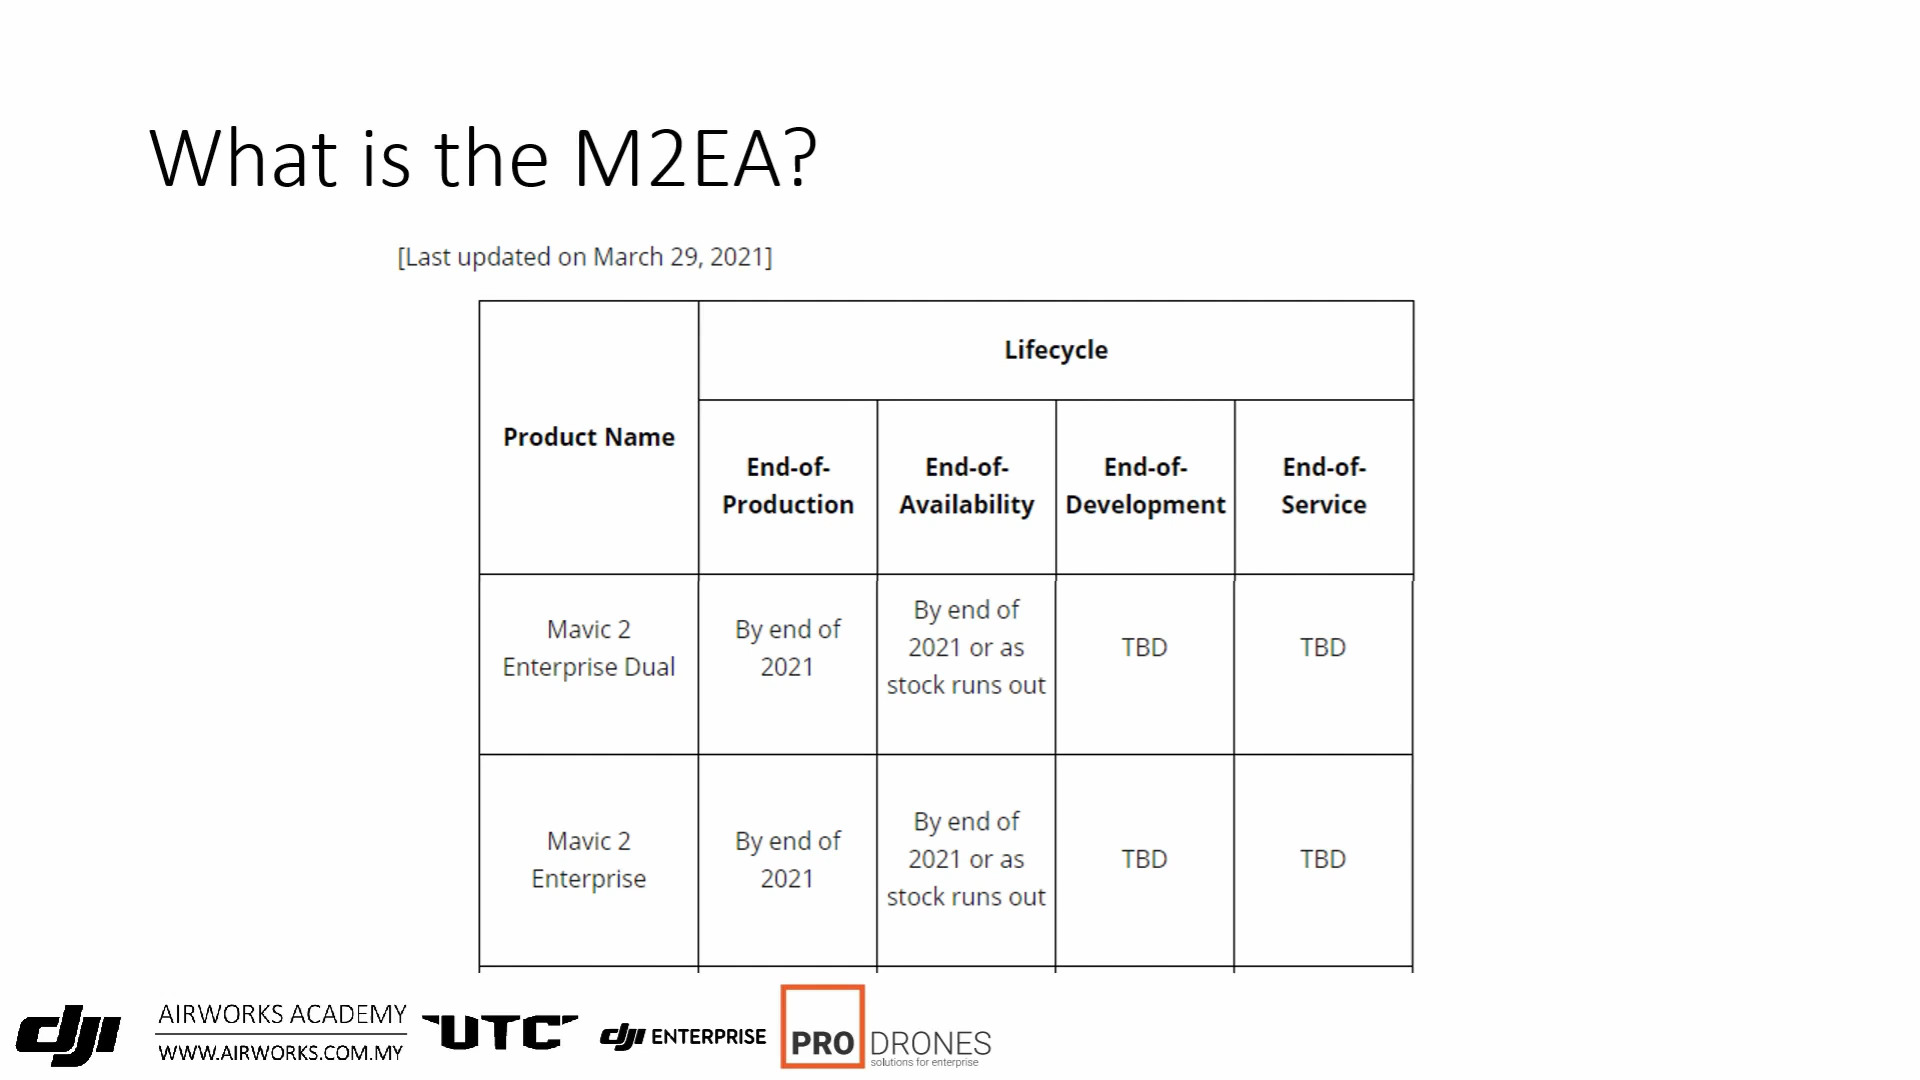 What is the M2EA?
[Last updated on March 29, 2021]
Product Name
Lifecycle
End-of-
Production
End-of-
Availability
End-of-
Development
End-of-
Service
Mavic 2
Enterprise Dual
By end of
2021
By end of
2021 or as
stock runs out
TBD
TBD
Mavic 2
Enterprise
By end of
2021
By end of
2021 or as
stock runs out
TBD
TBD
dji
AIRWORKS ACADEMY
WWW.AIRWORKS.COM.MY
UTC
dji ENTERPRISE
PRO DRONES
solutions for enterprise